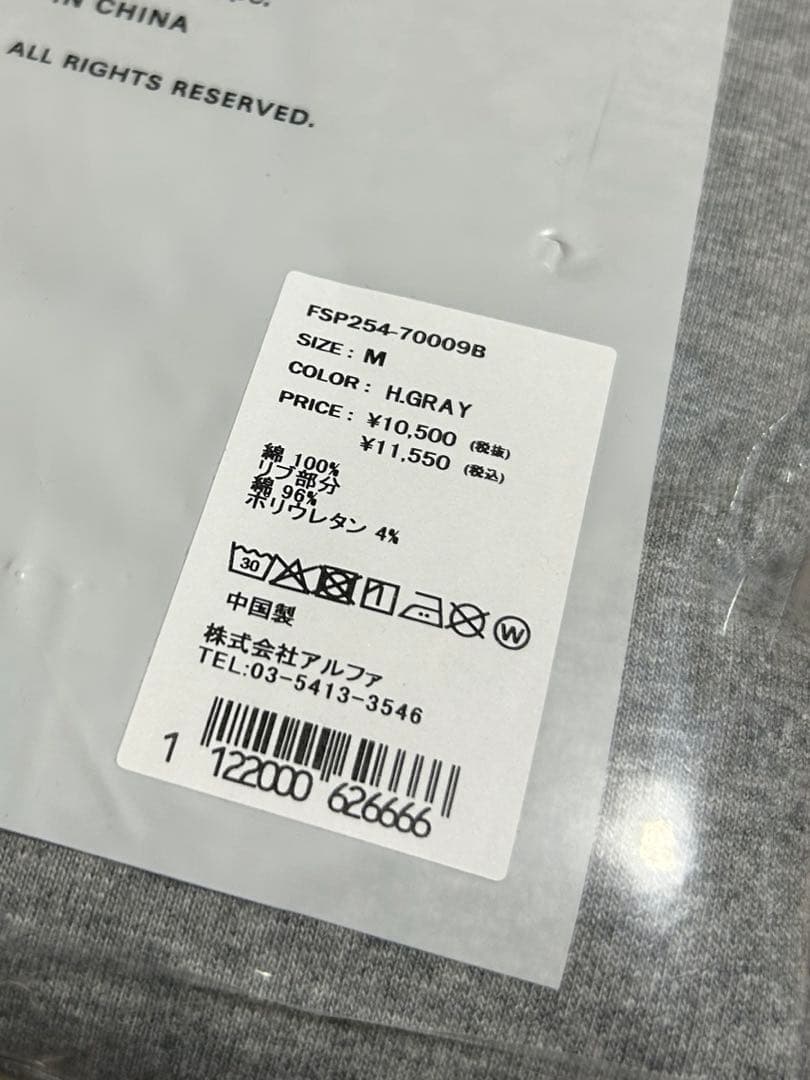 IN CHINA
ALL RIGHTS RESERVED.
FSP254-70009B
SIZE : M
COLOR : H.GRAY
PRICE : ¥10,500 (税抜)
¥11,550 (税込)
綿 100%
リブ部分
綿 96%
ポリウレタン 4%
30
W
中国製
株式会社アルファ
TEL:03-5413-3546
1 122000 626666